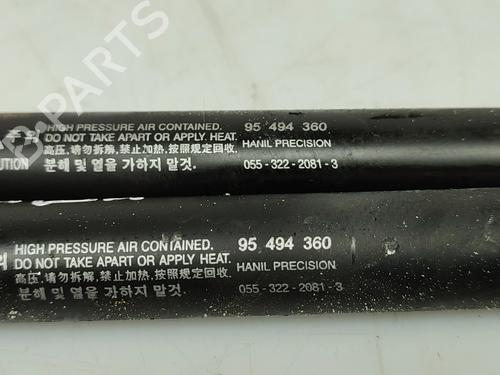 HIGH PRESSURE AIR CONTAINED. 95 494 360
DO NOT TAKE APART OR APPLY HEAT. HANIL PRECISION
高压,请勿拆解,禁止加热,按照规定回收.
분해 및 열을 가하지 말것. 055-322-2081-3
HIGH PRESSURE AIR CONTAINED. 95 494 360
DO NOT TAKE APART OR APPLY HEAT. HANIL PRECISION
高压,请勿拆解,禁止加热,按照规定回收.
분해 및 열을 가하지 말것. 055-322-2081-3